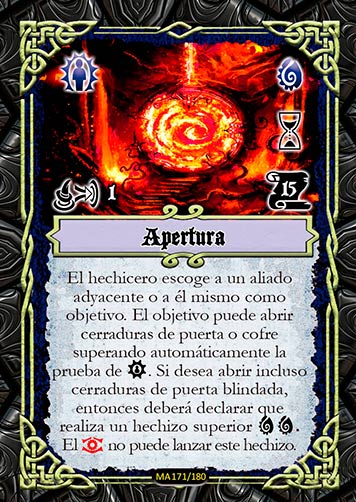 1
15
Apertura
El hechicero escoge a un aliado
adyacente o a él mismo como
objetivo. El objetivo puede abrir
cerraduras de puerta o cofre
superando automáticamente la
prueba de . Si desea abrir incluso
cerraduras de puerta blindada,
entonces deberá declarar que
realiza un hechizo superior .
El no puede lanzar este hechizo.
MA171/180